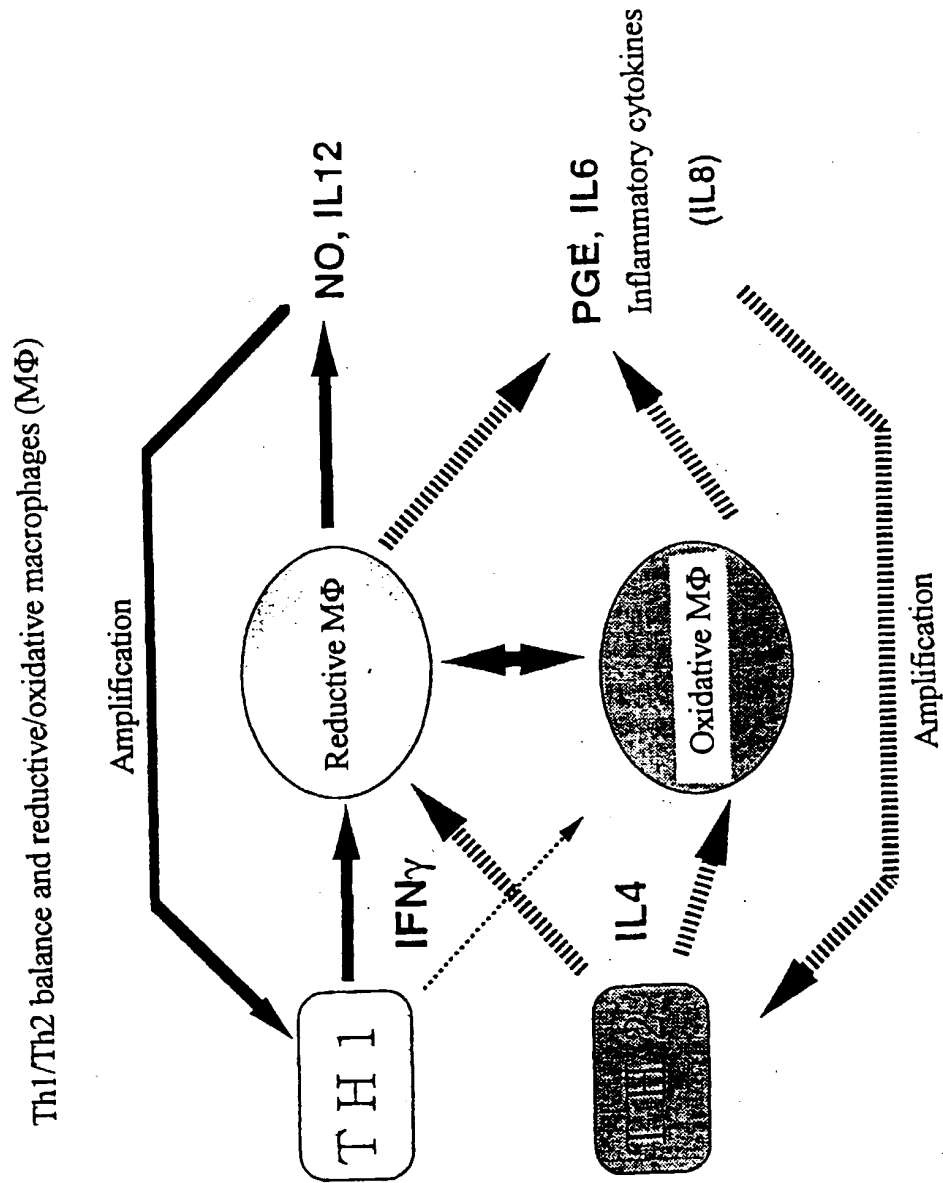 Th1/Th2 balance and reductive/oxidative macrophages (MΦ)
Amplification
TH1
IFNγ
Reductive MΦ
NO, IL12
TH2
IL4
Oxidative MΦ
PGE, IL6
Inflammatory cytokines
(IL8)
Amplification